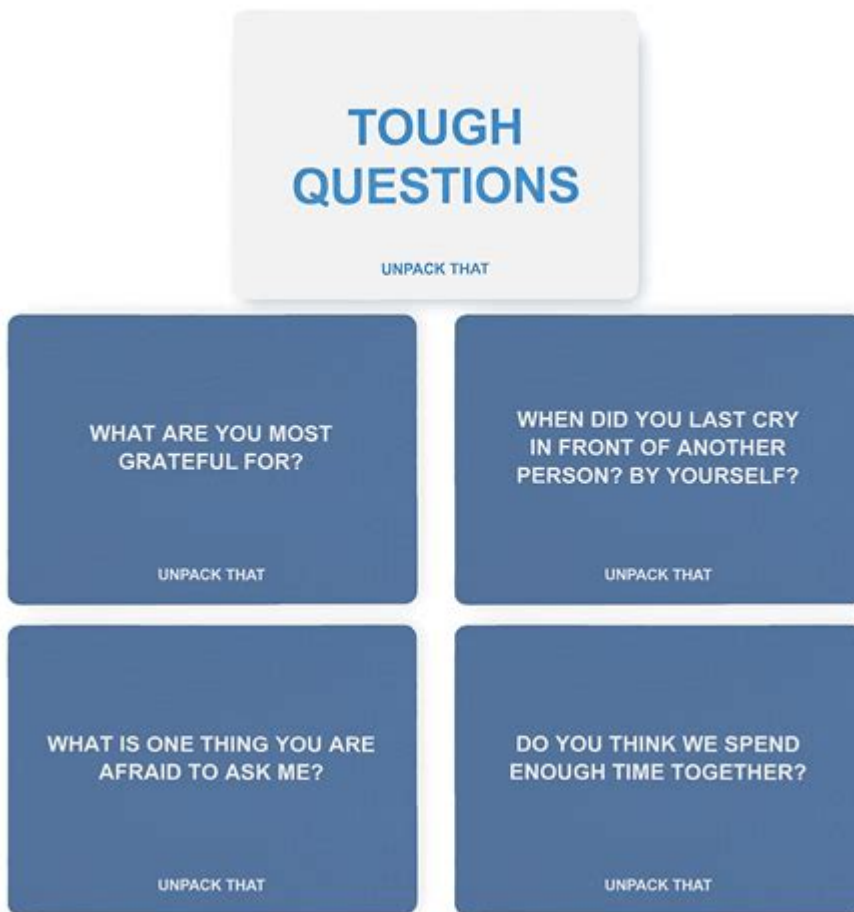 TOUGH
QUESTIONS
UNPACK THAT
WHAT ARE YOU MOST
GRATEFUL FOR?
UNPACK THAT
WHEN DID YOU LAST CRY
IN FRONT OF ANOTHER
PERSON? BY YOURSELF?
UNPACK THAT
WHAT IS ONE THING YOU ARE
AFRAID TO ASK ME?
UNPACK THAT
DO YOU THINK WE SPEND
ENOUGH TIME TOGETHER?
UNPACK THAT